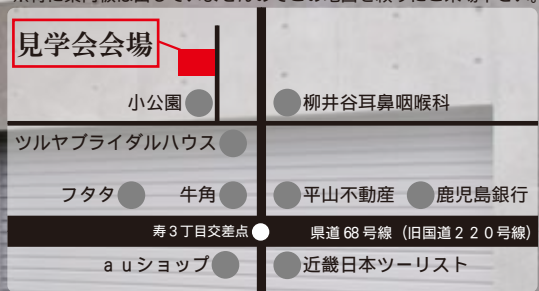 見学会会場
小公園
柳井谷耳鼻咽喉科
ツルヤブライダルハウス
フタタ
牛角
平山不動産
鹿児島銀行
寿3丁目交差点
県道68号線（旧国道２２０号線）
ａｕショップ
近畿日本ツーリスト